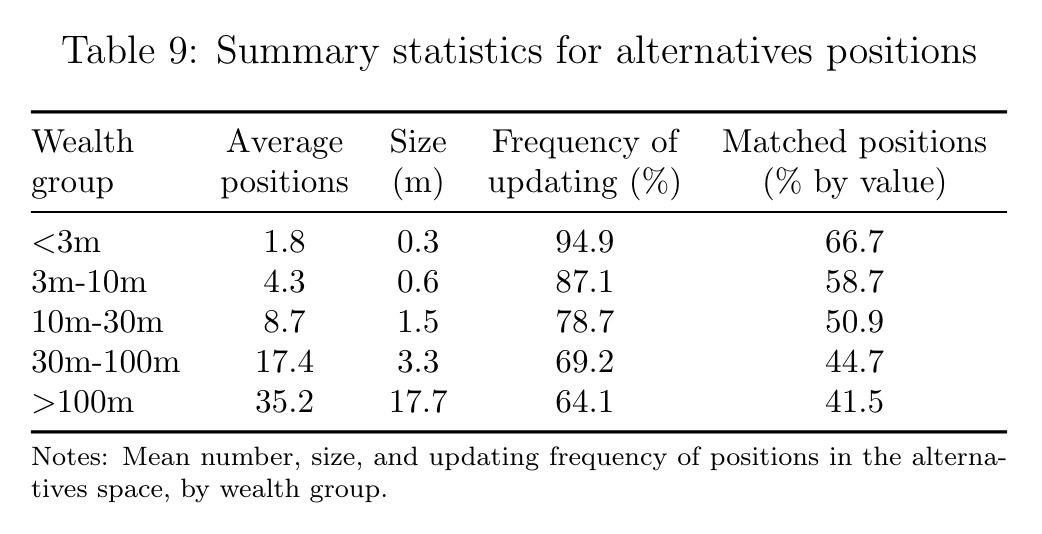 Table 9: Summary statistics for alternatives positions
Wealth Average Size Frequency of Matched positions
group positions (m) updating (%) (% by value)
<3m 1.8 0.3 94.9 66.7
3m-10m 4.3 0.6 87.1 58.7
10m-30m 8.7 1.5 78.7 50.9
30m-100m 17.4 3.3 69.2 44.7
>100m 35.2 17.7 64.1 41.5
Notes: Mean number, size, and updating frequency of positions in the alterna-
tives space, by wealth group.